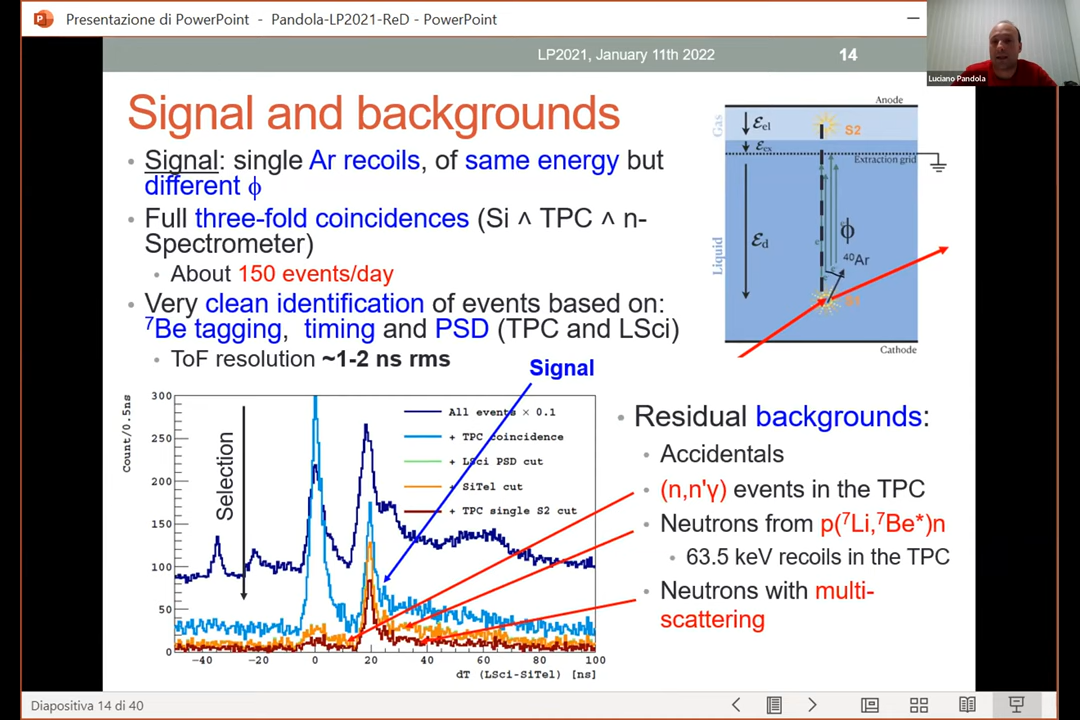 Presentazione di PowerPoint - Pandola-LP2021-ReD - PowerPoint
Luciano Pandola
LP2021, January 11th 2022
14
Signal and backgrounds
• Signal: single Ar recoils, of same energy but
different ϕ
• Full three-fold coincidences (Si ∧ TPC ∧ n-
Spectrometer)
• About 150 events/day
• Very clean identification of events based on:
⁷Be tagging, timing and PSD (TPC and LSci)
• ToF resolution ~1-2 ns rms
Anode
Gas
Ɛel
S2
Ɛex
Extraction grid
Liquid
Ɛd
ϕ
⁴⁰Ar
S1
Cathode
Signal
Count/0.5ns
300
250
200
150
100
50
0
Selection
All events × 0.1
+ TPC coincidence
+ LSci PSD cut
+ SiTel cut
+ TPC single S2 cut
−40 −20 0 20 40 60 80 100
dT (LSci-SiTel) [ns]
• Residual backgrounds:
• Accidentals
• (n,n'γ) events in the TPC
• Neutrons from p(⁷Li,⁷Be*)n
• 63.5 keV recoils in the TPC
• Neutrons with multi-
scattering
Diapositiva 14 di 40